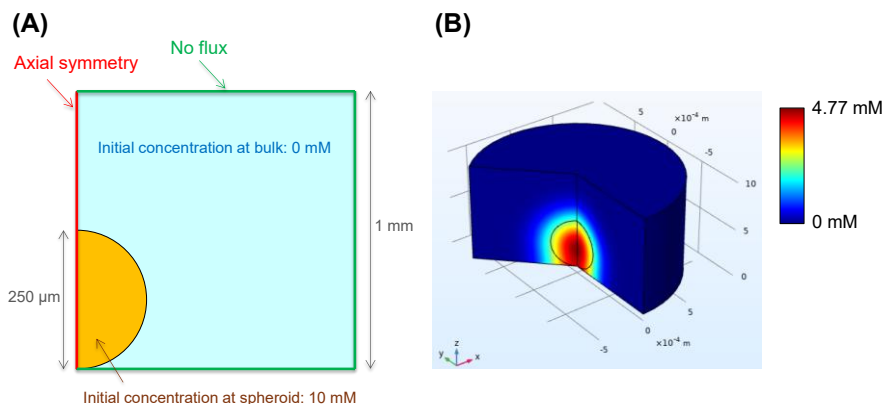 (A)
No flux
Axial symmetry
Initial concentration at bulk: 0 mM
1 mm
250 µm
Initial concentration at spheroid: 10 mM
(B)
4.77 mM
0 mM
5
×10⁻⁴ m
0
-5
10
5
0
5
×10⁻⁴ m
0
-5
z
y
x